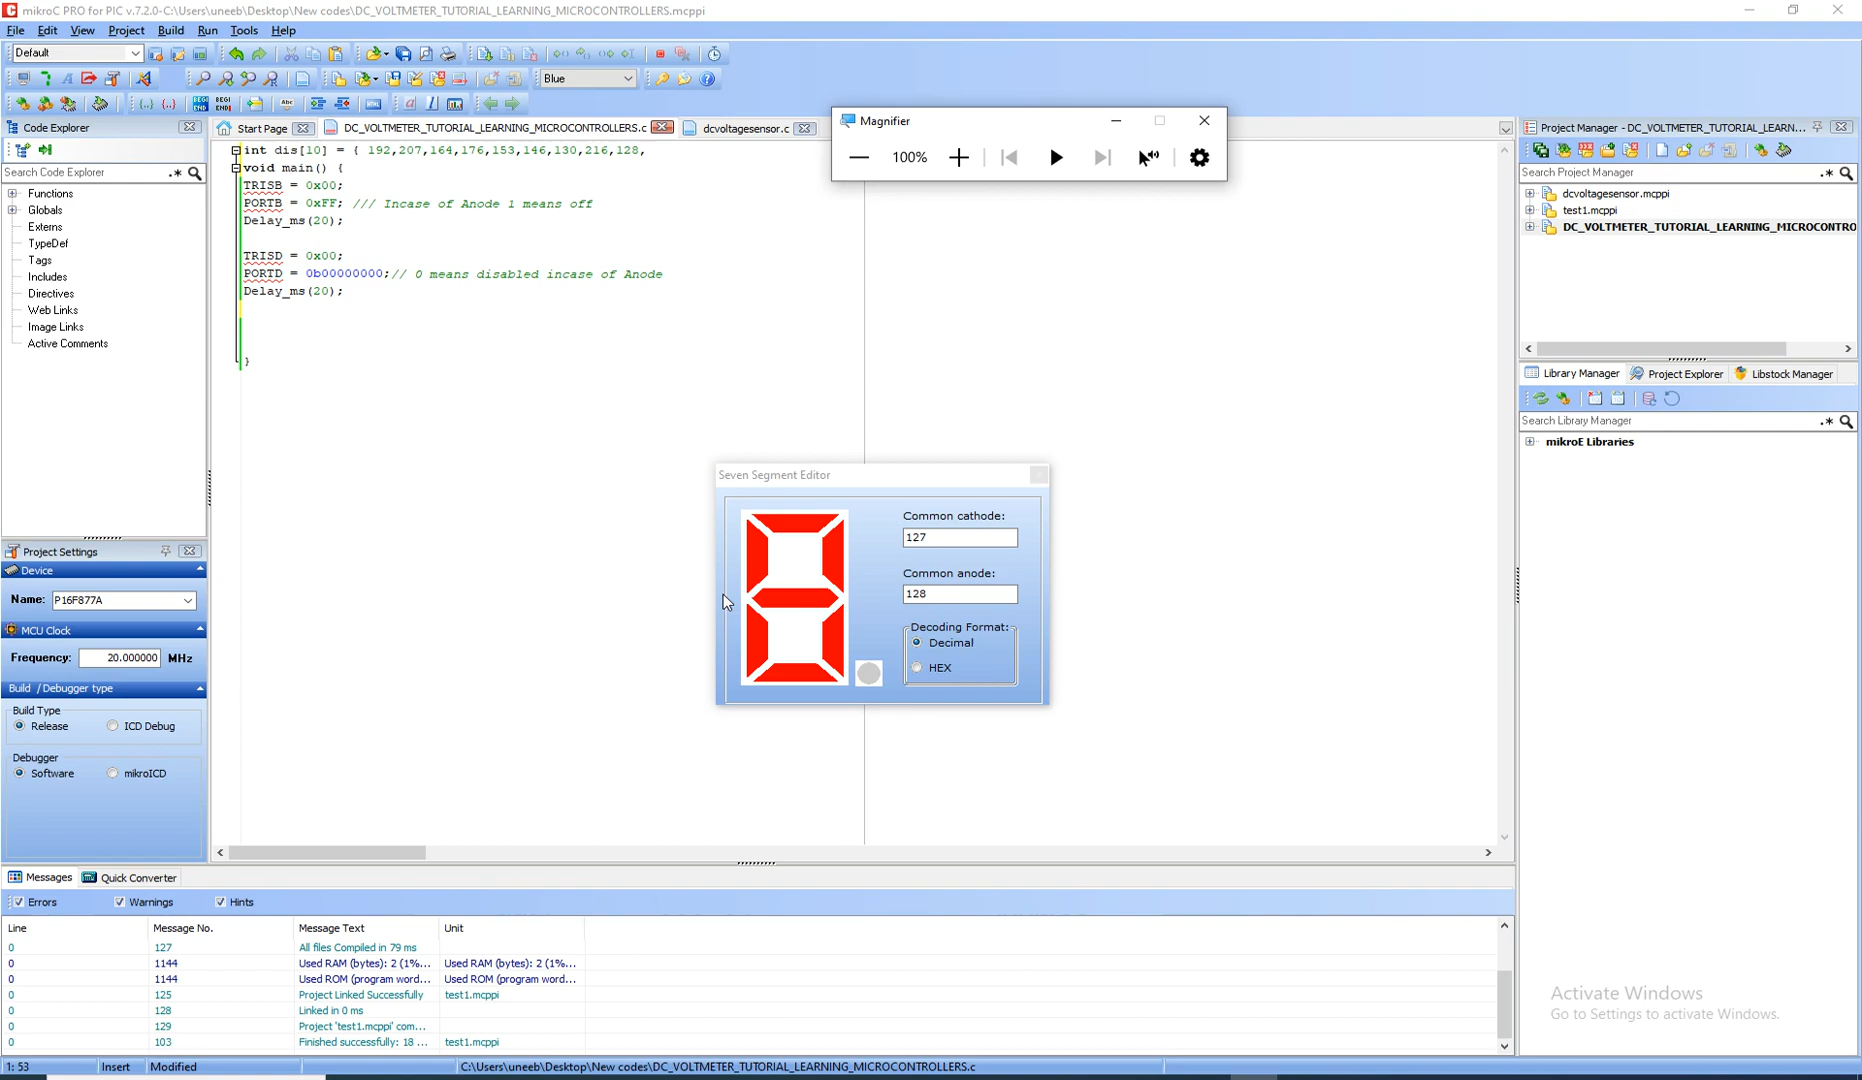 mikroC PRO for PIC v.7.2.0-C:\Users\uneeb\Desktop\New codes\DC_VOLTMETER_TUTORIAL_LEARNING_MICROCONTROLLERS.mcppi
File Edit View Project Build Run Tools Help
Default
Blue
Code Explorer
Start Page
DC_VOLTMETER_TUTORIAL_LEARNING_MICROCONTROLLERS.c
dcvoltagesensor.c
Magnifier
100%
Project Manager - DC_VOLTMETER_TUTORIAL_LEARN...
Search Code Explorer
Functions
Globals
Externs
TypeDef
Tags
Includes
Directives
Web Links
Image Links
Active Comments
int dis[10] = { 192,207,164,176,153,146,130,216,128,
void main() {
TRISB = 0x00;
PORTB = 0xFF; /// Incase of Anode 1 means off
Delay_ms(20);
TRISD = 0x00;
PORTD = 0b00000000;// 0 means disabled incase of Anode
Delay_ms(20);
}
Search Project Manager
dcvoltagesensor.mcppi
test1.mcppi
DC_VOLTMETER_TUTORIAL_LEARNING_MICROCONTRO
Library Manager
Project Explorer
Libstock Manager
Search Library Manager
mikroE Libraries
Seven Segment Editor
Common cathode:
127
Common anode:
128
Decoding Format:
Decimal
HEX
Project Settings
Device
Name: P16F877A
MCU Clock
Frequency: 20.000000 MHz
Build / Debugger type
Build Type
Release
ICD Debug
Debugger
Software
mikroICD
Messages
Quick Converter
Errors
Warnings
Hints
Line Message No. Message Text Unit
0 127 All files Compiled in 79 ms
0 1144 Used RAM (bytes): 2 (1%... Used RAM (bytes): 2 (1%...
0 1144 Used ROM (program word... Used ROM (program word...
0 125 Project Linked Successfully test1.mcppi
0 128 Linked in 0 ms
0 129 Project 'test1.mcppi' com...
0 103 Finished successfully: 18 ... test1.mcppi
Activate Windows
Go to Settings to activate Windows.
1: 53 Insert Modified C:\Users\uneeb\Desktop\New codes\DC_VOLTMETER_TUTORIAL_LEARNING_MICROCONTROLLERS.c